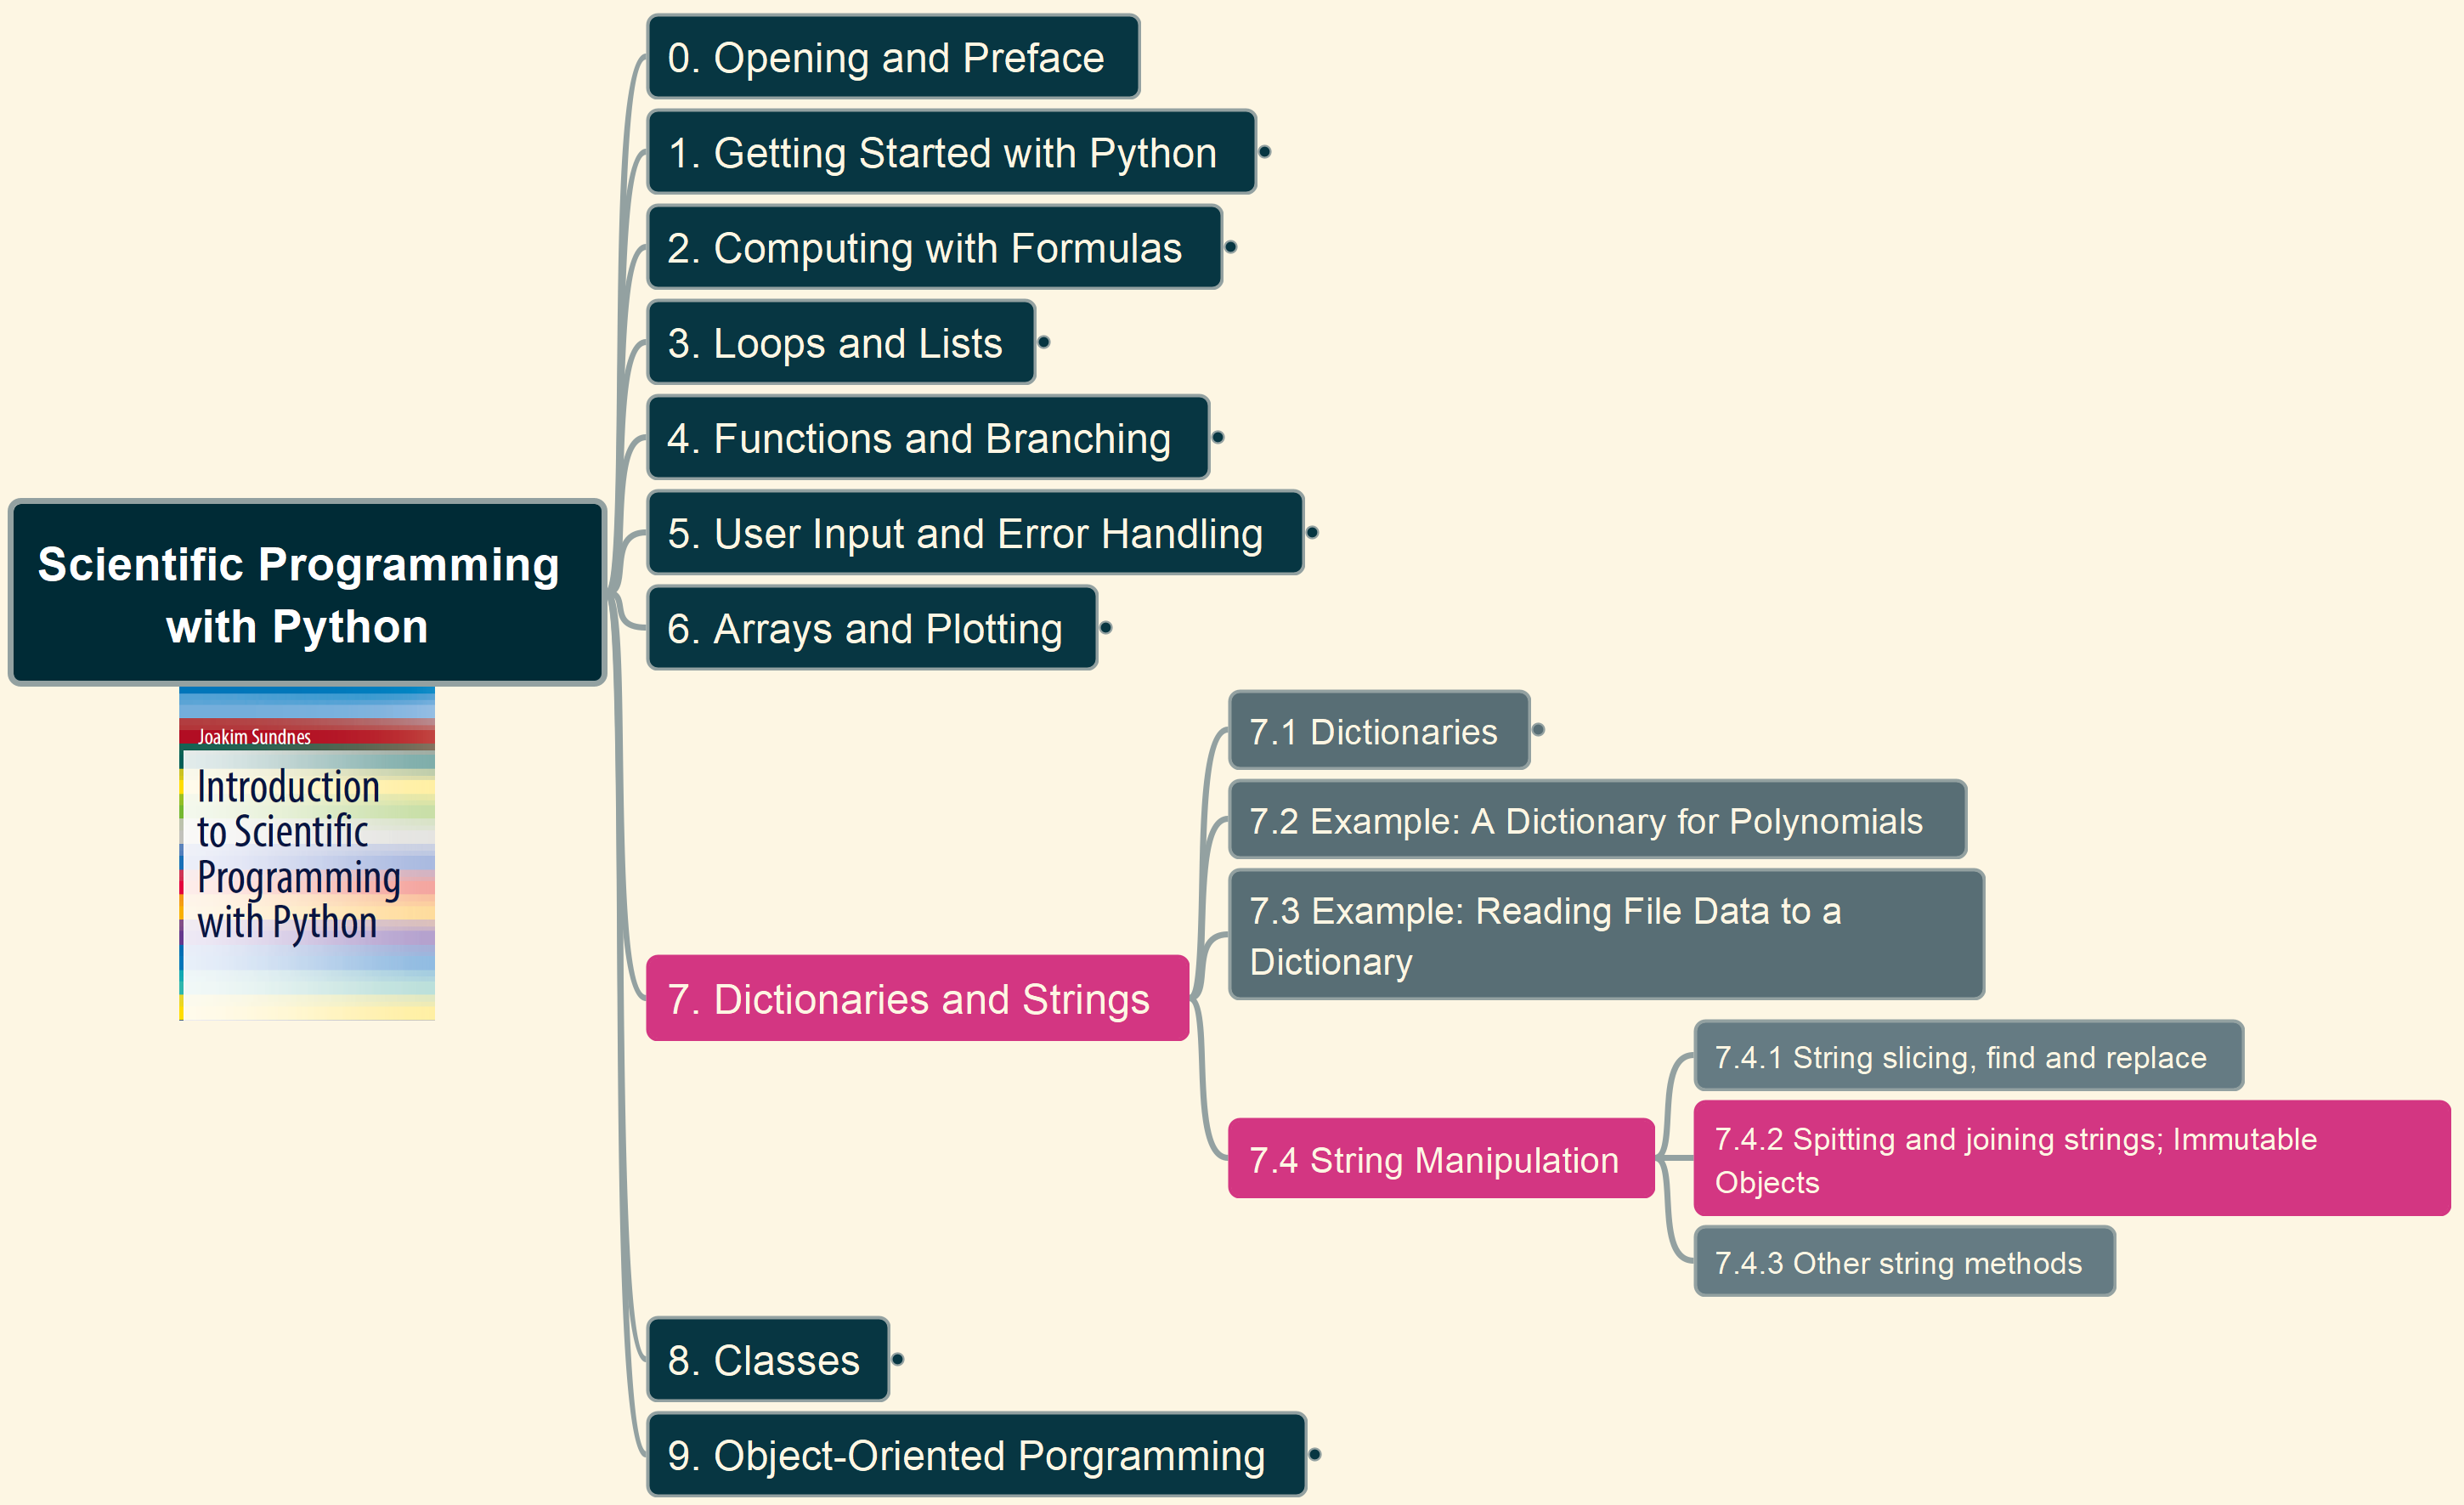 0. Opening and Preface
1. Getting Started with Python
2. Computing with Formulas
3. Loops and Lists
4. Functions and Branching
5. User Input and Error Handling
Scientific Programming
with Python
6. Arrays and Plotting
Joakim Sundnes
Introduction
to Scientific
Programming
with Python
7. Dictionaries and Strings
7.1 Dictionaries
7.2 Example: A Dictionary for Polynomials
7.3 Example: Reading File Data to a
Dictionary
7.4 String Manipulation
7.4.1 String slicing, find and replace
7.4.2 Spitting and joining strings; Immutable
Objects
7.4.3 Other string methods
8. Classes
9. Object-Oriented Porgramming